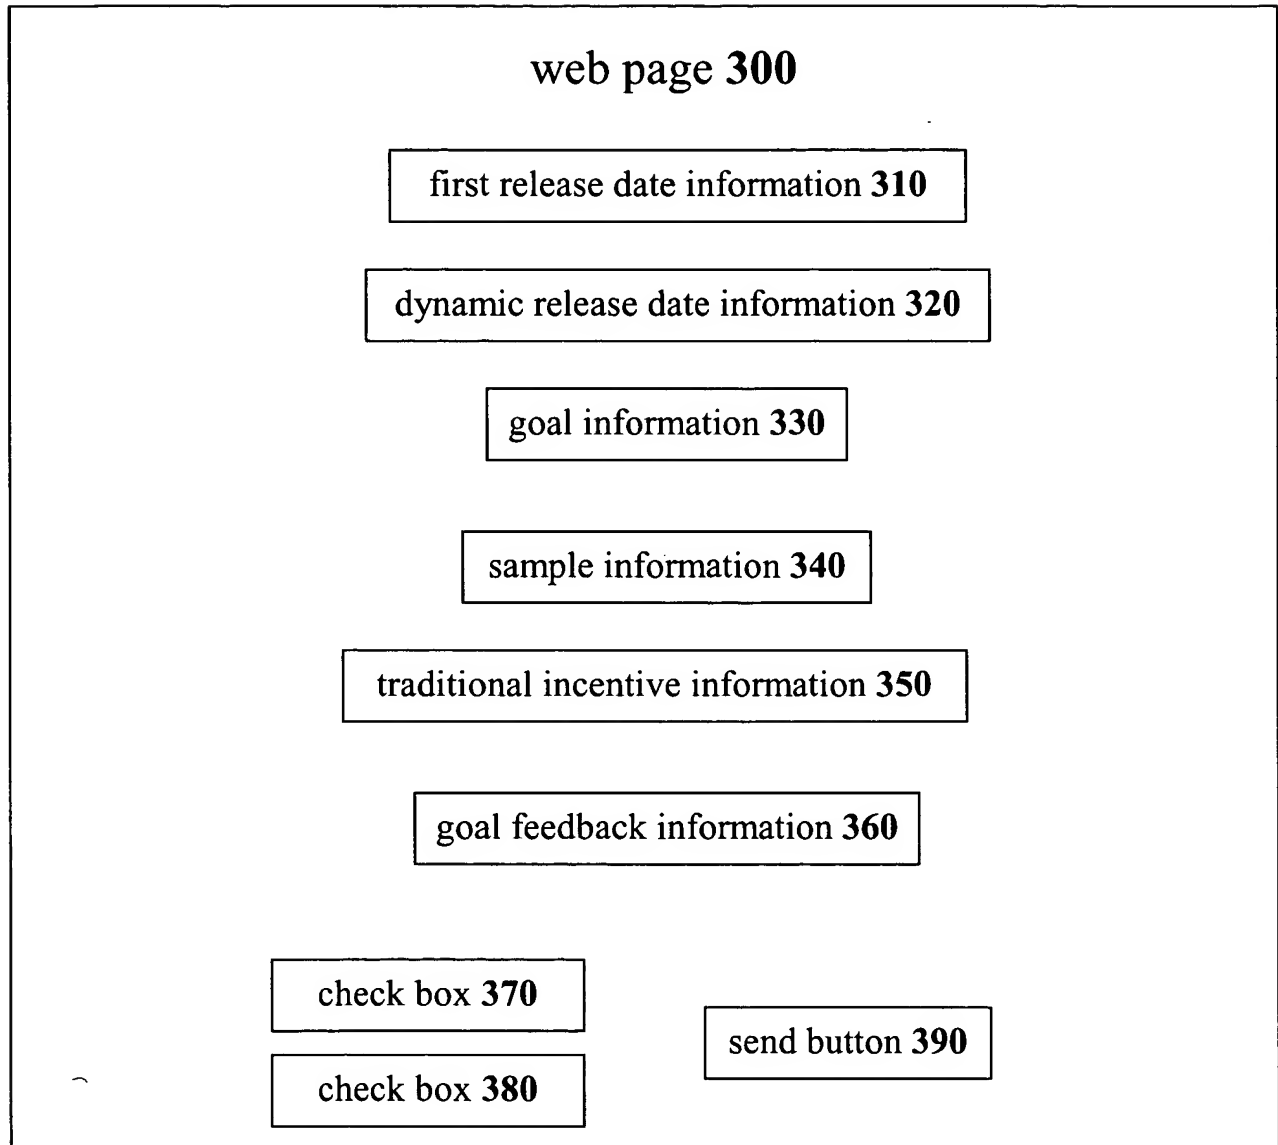 web page 300
first release date information 310
dynamic release date information 320
goal information 330
sample information 340
traditional incentive information 350
goal feedback information 360
check box 370
send button 390
check box 380